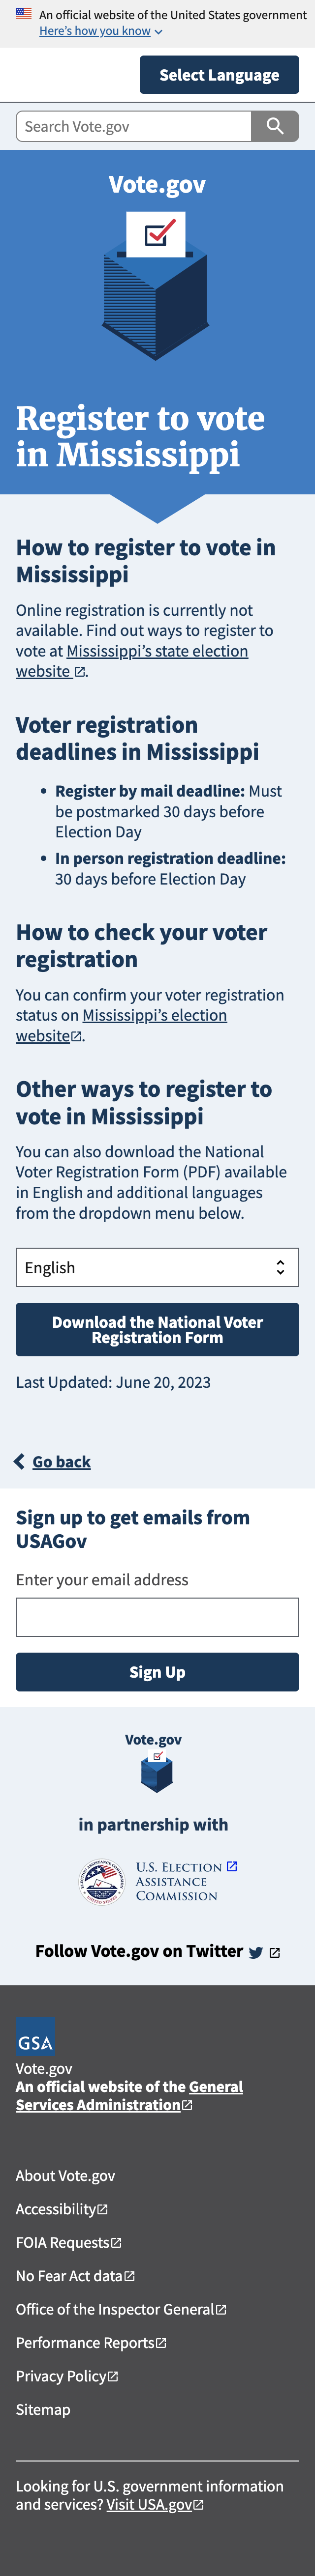 An official website of the United States government
Here's how you know
Select Language
Search Vote.gov
Vote.gov
Register to vote
in Mississippi
How to register to vote in
Mississippi
Online registration is currently not
available. Find out ways to register to
vote at Mississippi's state election
website.
Voter registration
deadlines in Mississippi
• Register by mail deadline: Must
be postmarked 30 days before
Election Day
• In person registration deadline:
30 days before Election Day
How to check your voter
registration
You can confirm your voter registration
status on Mississippi's election
website.
Other ways to register to
vote in Mississippi
You can also download the National
Voter Registration Form (PDF) available
in English and additional languages
from the dropdown menu below.
English
Download the National Voter
Registration Form
Last Updated: June 20, 2023
Go back
Sign up to get emails from
USAGov
Enter your email address
Sign Up
Vote.gov
in partnership with
U.S. Election
Assistance
Commission
Follow Vote.gov on Twitter
GSA
Vote.gov
An official website of the General
Services Administration
About Vote.gov
Accessibility
FOIA Requests
No Fear Act data
Office of the Inspector General
Performance Reports
Privacy Policy
Sitemap
Looking for U.S. government information
and services? Visit USA.gov